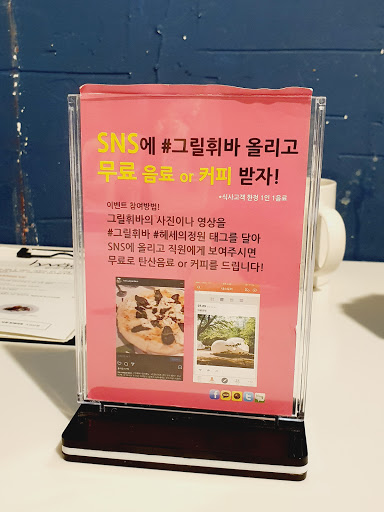 SNS에 #그릴휘바 올리고
무료 음료 or 커피 받자!
*식사고객 한정 1인 1음료
이벤트 참여방법!
그릴휘바의 사진이나 영상을
#그릴휘바 #헤세의정원 태그를 달아
SNS에 올리고 직원에게 보여주시면
무료로 탄산음료 or 커피를 드립니다!